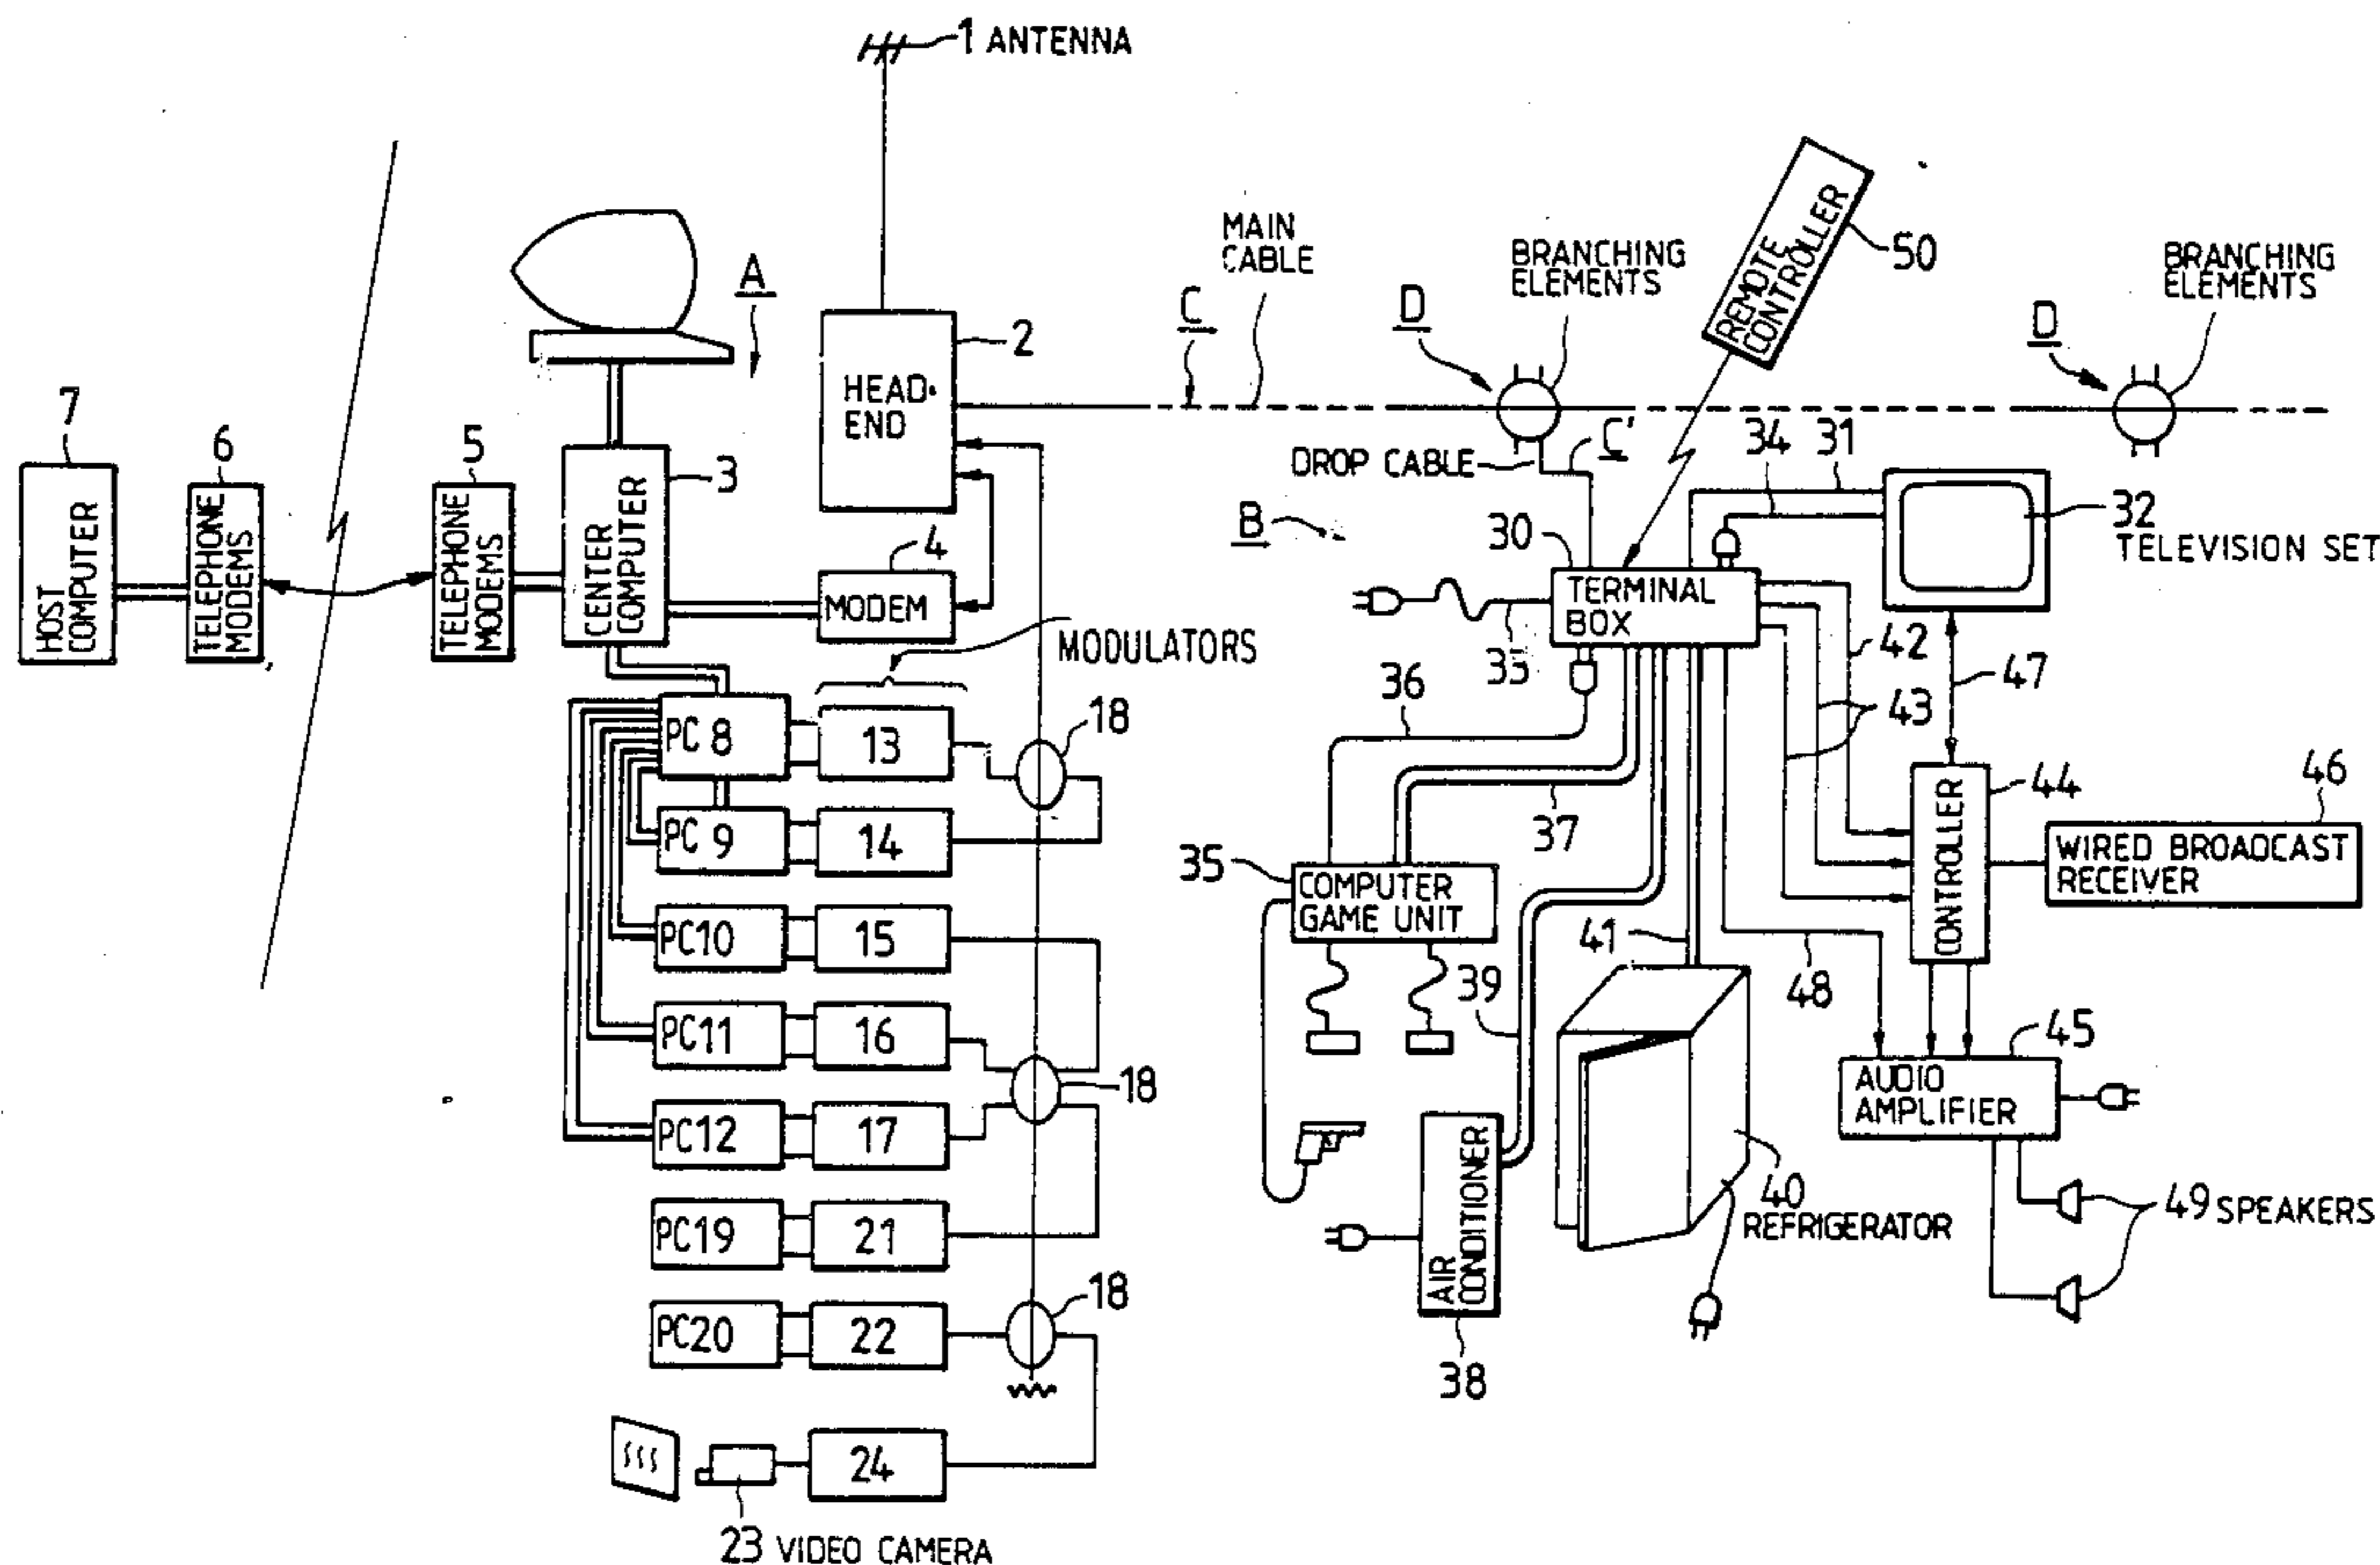 1 ANTENNA
A
2
HEAD-
END
MAIN
CABLE
C
D
BRANCHING
ELEMENTS
REMOTE
CONTROLLER
50
D
BRANCHING
ELEMENTS
7
HOST
COMPUTER
6
TELEPHONE
MODEMS
5
TELEPHONE
MODEMS
3
CENTER
COMPUTER
4
MODEM
MODULATORS
PC 8
13
18
PC 9
14
PC10
15
PC11
16
18
PC12
17
PC19
21
PC20
22
18
24
23 VIDEO CAMERA
DROP CABLE
C'
B
30
TERMINAL
BOX
34
31
32
TELEVISION SET
33
36
37
42
43
47
44
CONTROLLER
46
WIRED BROADCAST
RECEIVER
35
COMPUTER
GAME UNIT
39
41
48
45
AUDIO
AMPLIFIER
AIR
CONDITIONER
38
40
REFRIGERATOR
49 SPEAKERS